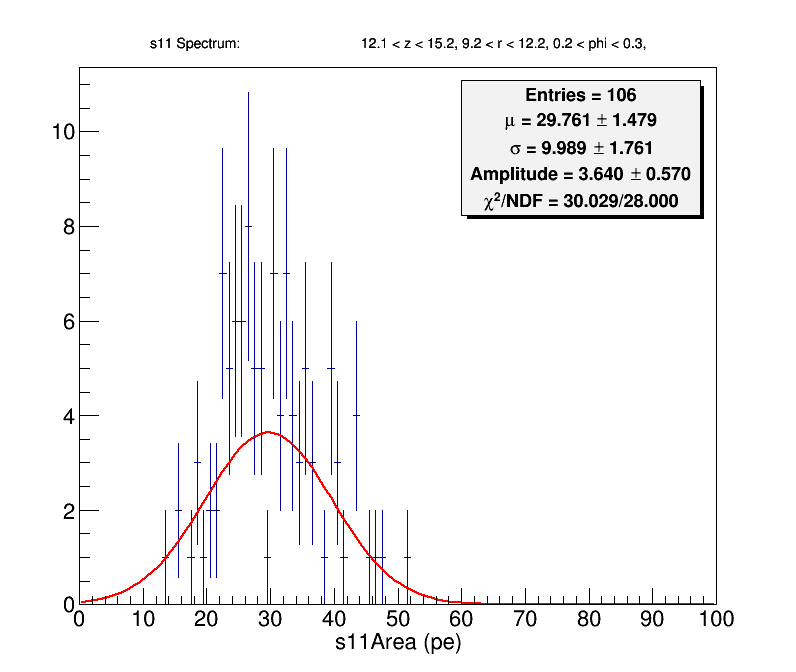 s11 Spectrum: 12.1 < z < 15.2, 9.2 < r < 12.2, 0.2 < phi < 0.3,
Entries = 106
μ = 29.761 ± 1.479
σ = 9.989 ± 1.761
Amplitude = 3.640 ± 0.570
χ²/NDF = 30.029/28.000
10
8
6
4
2
0
0 10 20 30 40 50 60 70 80 90 100
s11Area (pe)